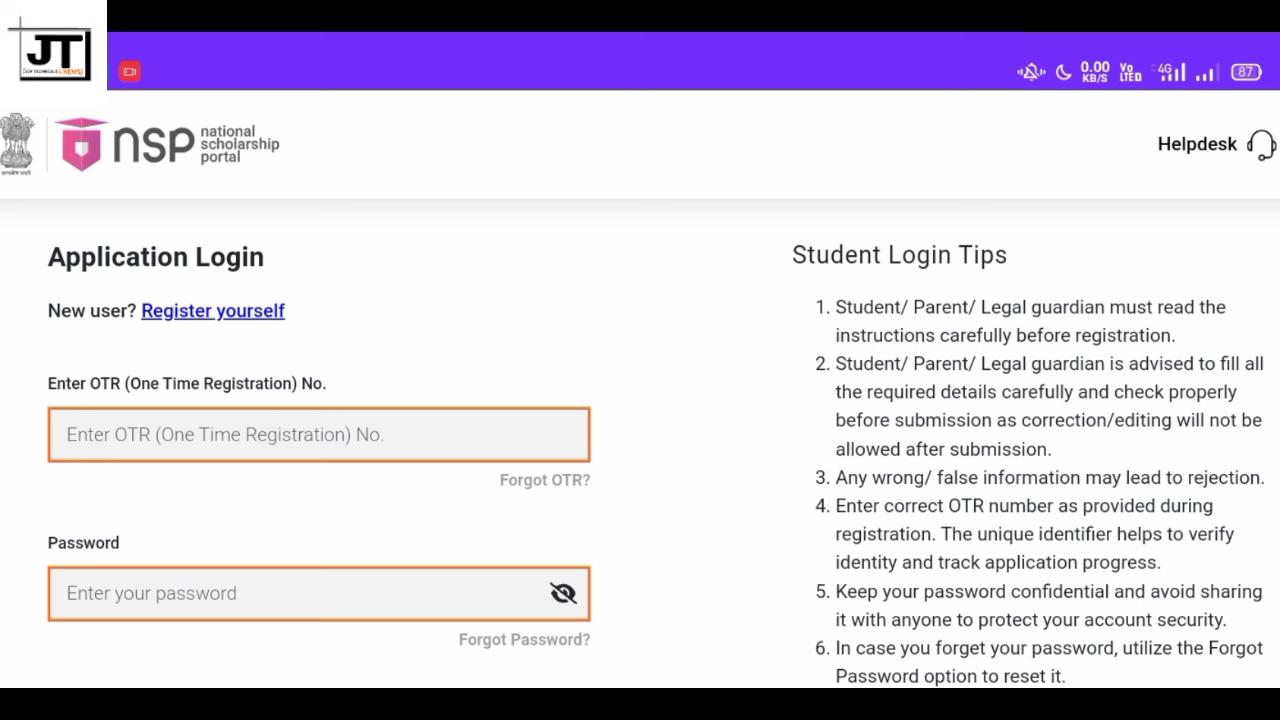 JT
0.00
KB/S
Vo
LTE
4G
87
nsp national
scholarship
portal
Helpdesk
Application Login
New user? Register yourself
Enter OTR (One Time Registration) No.
Enter OTR (One Time Registration) No.
Forgot OTR?
Password
Enter your password
Forgot Password?
Student Login Tips
1. Student/ Parent/ Legal guardian must read the
instructions carefully before registration.
2. Student/ Parent/ Legal guardian is advised to fill all
the required details carefully and check properly
before submission as correction/editing will not be
allowed after submission.
3. Any wrong/ false information may lead to rejection.
4. Enter correct OTR number as provided during
registration. The unique identifier helps to verify
identity and track application progress.
5. Keep your password confidential and avoid sharing
it with anyone to protect your account security.
6. In case you forget your password, utilize the Forgot
Password option to reset it.